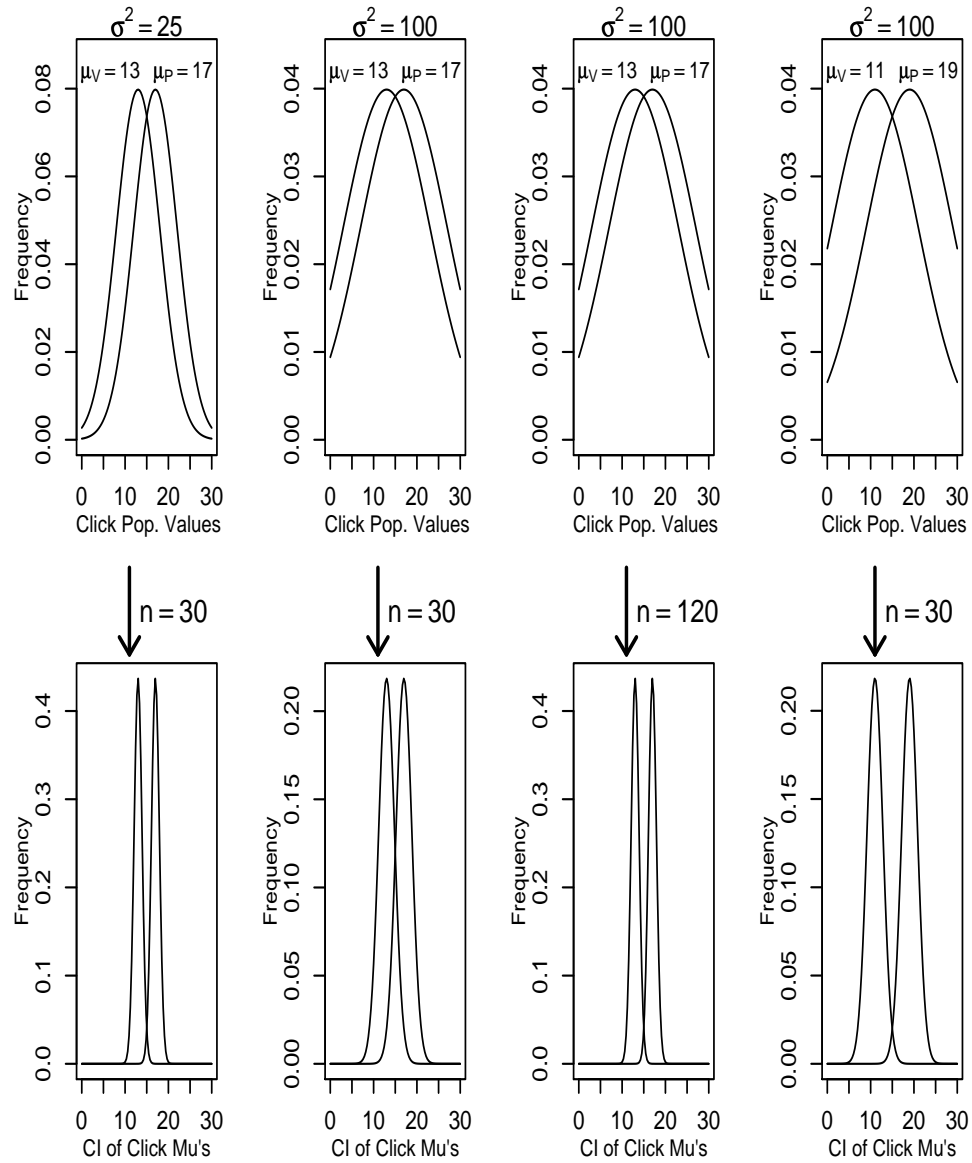 σ² = 25
μV = 13 μP = 17
Frequency
0.00 0.02 0.04 0.06 0.08
0 10 20 30
Click Pop. Values
σ² = 100
μV = 13 μP = 17
Frequency
0.00 0.01 0.02 0.03 0.04
0 10 20 30
Click Pop. Values
σ² = 100
μV = 13 μP = 17
Frequency
0.00 0.01 0.02 0.03 0.04
0 10 20 30
Click Pop. Values
σ² = 100
μV = 11 μP = 19
Frequency
0.00 0.01 0.02 0.03 0.04
0 10 20 30
Click Pop. Values
n = 30
Frequency
0.0 0.1 0.2 0.3 0.4
0 10 20 30
CI of Click Mu's
n = 30
Frequency
0.00 0.05 0.10 0.15 0.20
0 10 20 30
CI of Click Mu's
n = 120
Frequency
0.0 0.1 0.2 0.3 0.4
0 10 20 30
CI of Click Mu's
n = 30
Frequency
0.00 0.05 0.10 0.15 0.20
0 10 20 30
CI of Click Mu's